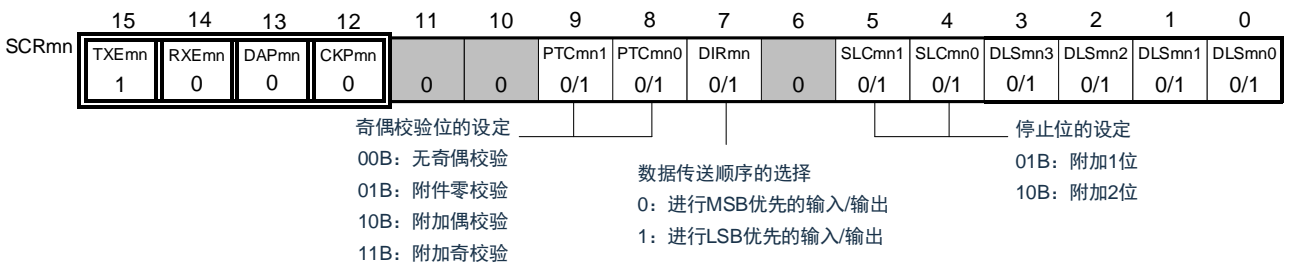 15 14 13 12 11 10 9 8 7 6 5 4 3 2 1 0
SCRmn TXEmn RXEmn DAPmn CKPmn PTCmn1 PTCmn0 DIRmn SLCmn1 SLCmn0 DLSmn3 DLSmn2 DLSmn1 DLSmn0
1 0 0 0 0 0 0/1 0/1 0/1 0 0/1 0/1 0/1 0/1 0/1 0/1
奇偶校验位的设定
00B：无奇偶校验
01B：附件零校验
10B：附加偶校验
11B：附加奇校验
数据传送顺序的选择
0：进行MSB优先的输入/输出
1：进行LSB优先的输入/输出
停止位的设定
01B：附加1位
10B：附加2位